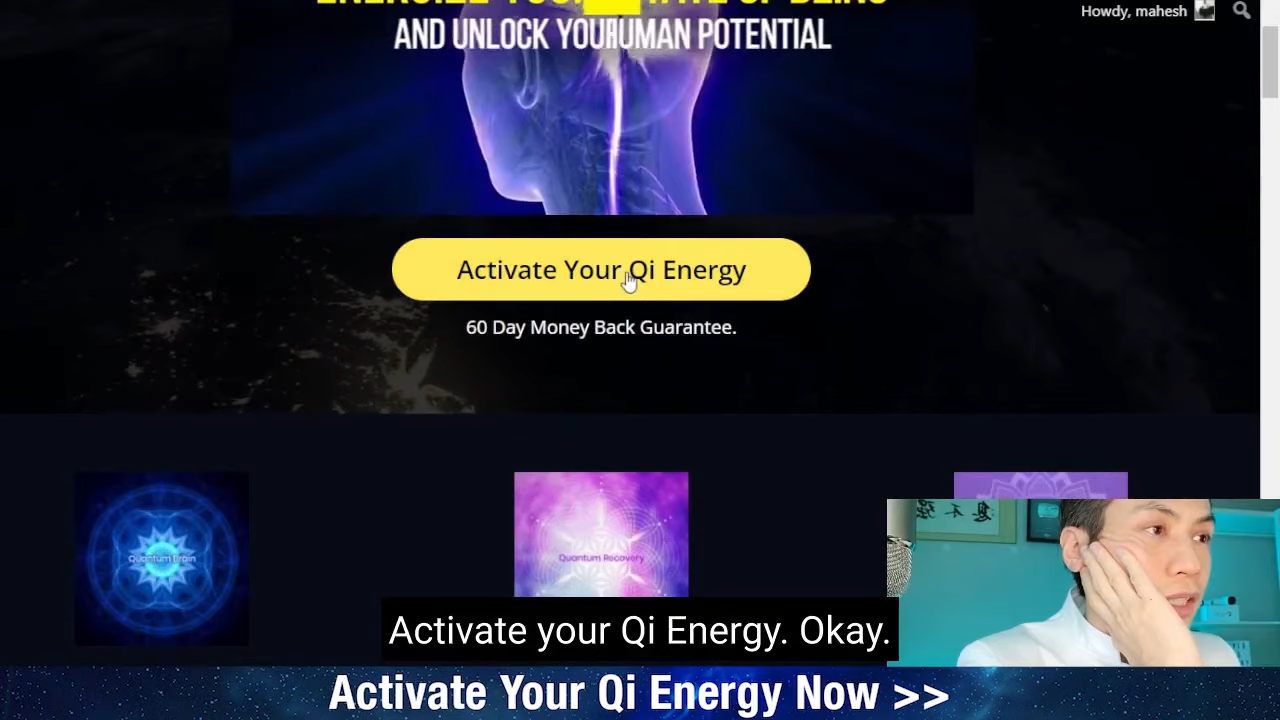 Howdy, mahesh
AND UNLOCK YOUR HUMAN POTENTIAL
Activate Your Qi Energy
60 Day Money Back Guarantee.
Quantum Brain
Quantum Recovery
Activate your Qi Energy. Okay.
Activate Your Qi Energy Now >>